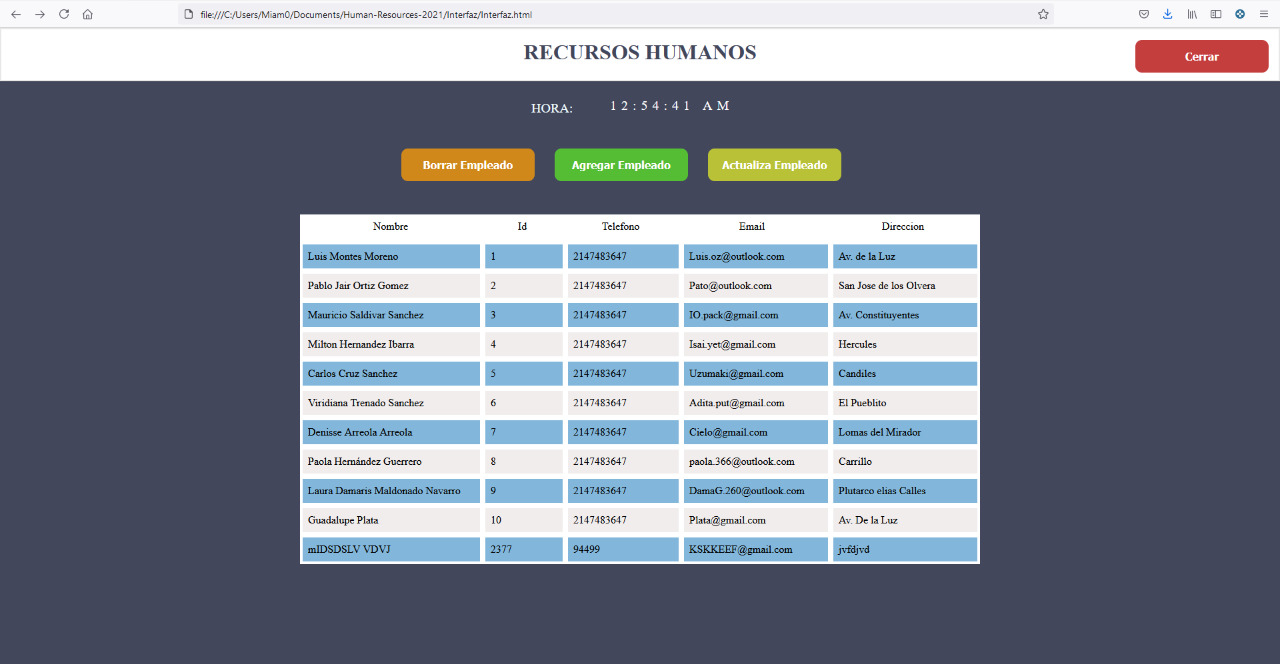 file:///C:/Users/Miam0/Documents/Human-Resources-2021/Interfaz/Interfaz.html
RECURSOS HUMANOS
Cerrar
HORA: 12:54:41 AM
Borrar Empleado Agregar Empleado Actualiza Empleado
Nombre Id Telefono Email Direccion
Luis Montes Moreno 1 2147483647 Luis.oz@outlook.com Av. de la Luz
Pablo Jair Ortiz Gomez 2 2147483647 Pato@outlook.com San Jose de los Olvera
Mauricio Saldivar Sanchez 3 2147483647 IO.pack@gmail.com Av. Constituyentes
Milton Hernandez Ibarra 4 2147483647 Isai.yet@gmail.com Hercules
Carlos Cruz Sanchez 5 2147483647 Uzumaki@gmail.com Candiles
Viridiana Trenado Sanchez 6 2147483647 Adita.put@gmail.com El Pueblito
Denisse Arreola Arreola 7 2147483647 Cielo@gmail.com Lomas del Mirador
Paola Hernández Guerrero 8 2147483647 paola.366@outlook.com Carrillo
Laura Damaris Maldonado Navarro 9 2147483647 DamaG.260@outlook.com Plutarco elias Calles
Guadalupe Plata 10 2147483647 Plata@gmail.com Av. De la Luz
mIDSDSLV VDVJ 2377 94499 KSKKEEF@gmail.com jvfdjvd